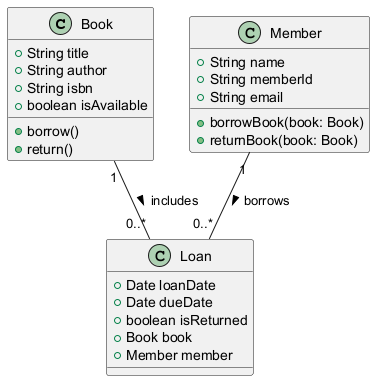 C Book
String title
String author
String isbn
boolean isAvailable
borrow()
return()
C Member
String name
String memberId
String email
borrowBook(book: Book)
returnBook(book: Book)
1
includes
0..*
1
borrows
0..*
C Loan
Date loanDate
Date dueDate
boolean isReturned
Book book
Member member